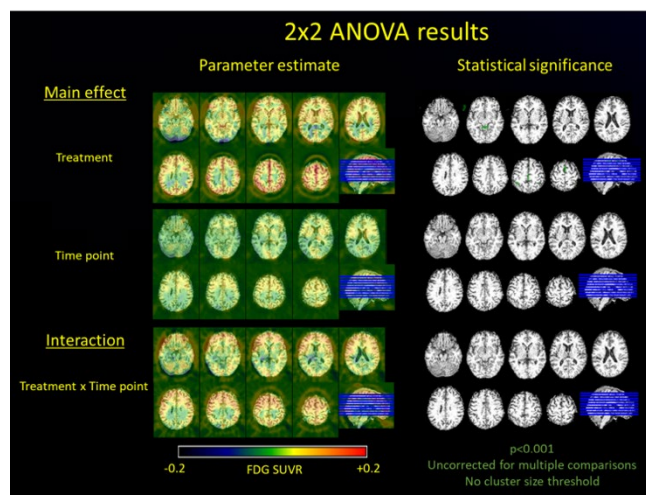 2x2 ANOVA results
Parameter estimate
Statistical significance
Main effect
Treatment
Time point
Interaction
Treatment x Time point
-0.2
FDG SUVR
+0.2
p<0.001
Uncorrected for multiple comparisons
No cluster size threshold